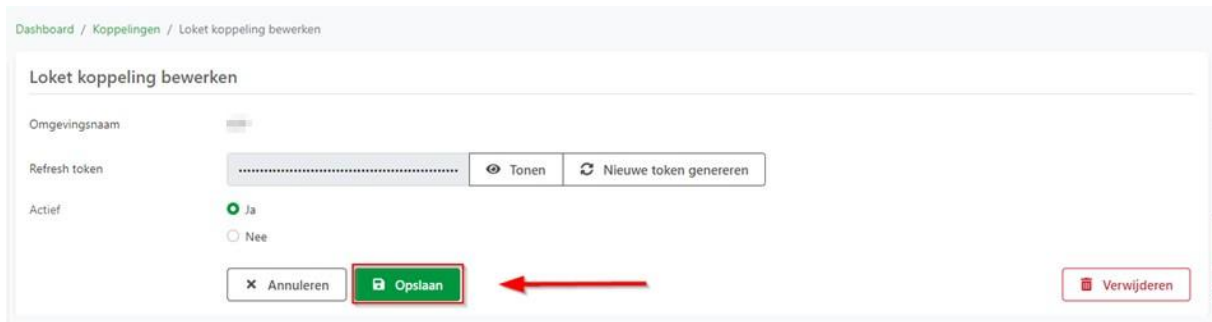 Dashboard / Koppelingen / Loket koppeling bewerken
Loket koppeling bewerken
Omgevingsnaam
Refresh token Tonen Nieuwe token genereren
Actief Ja
Nee
Annuleren Opslaan Verwijderen